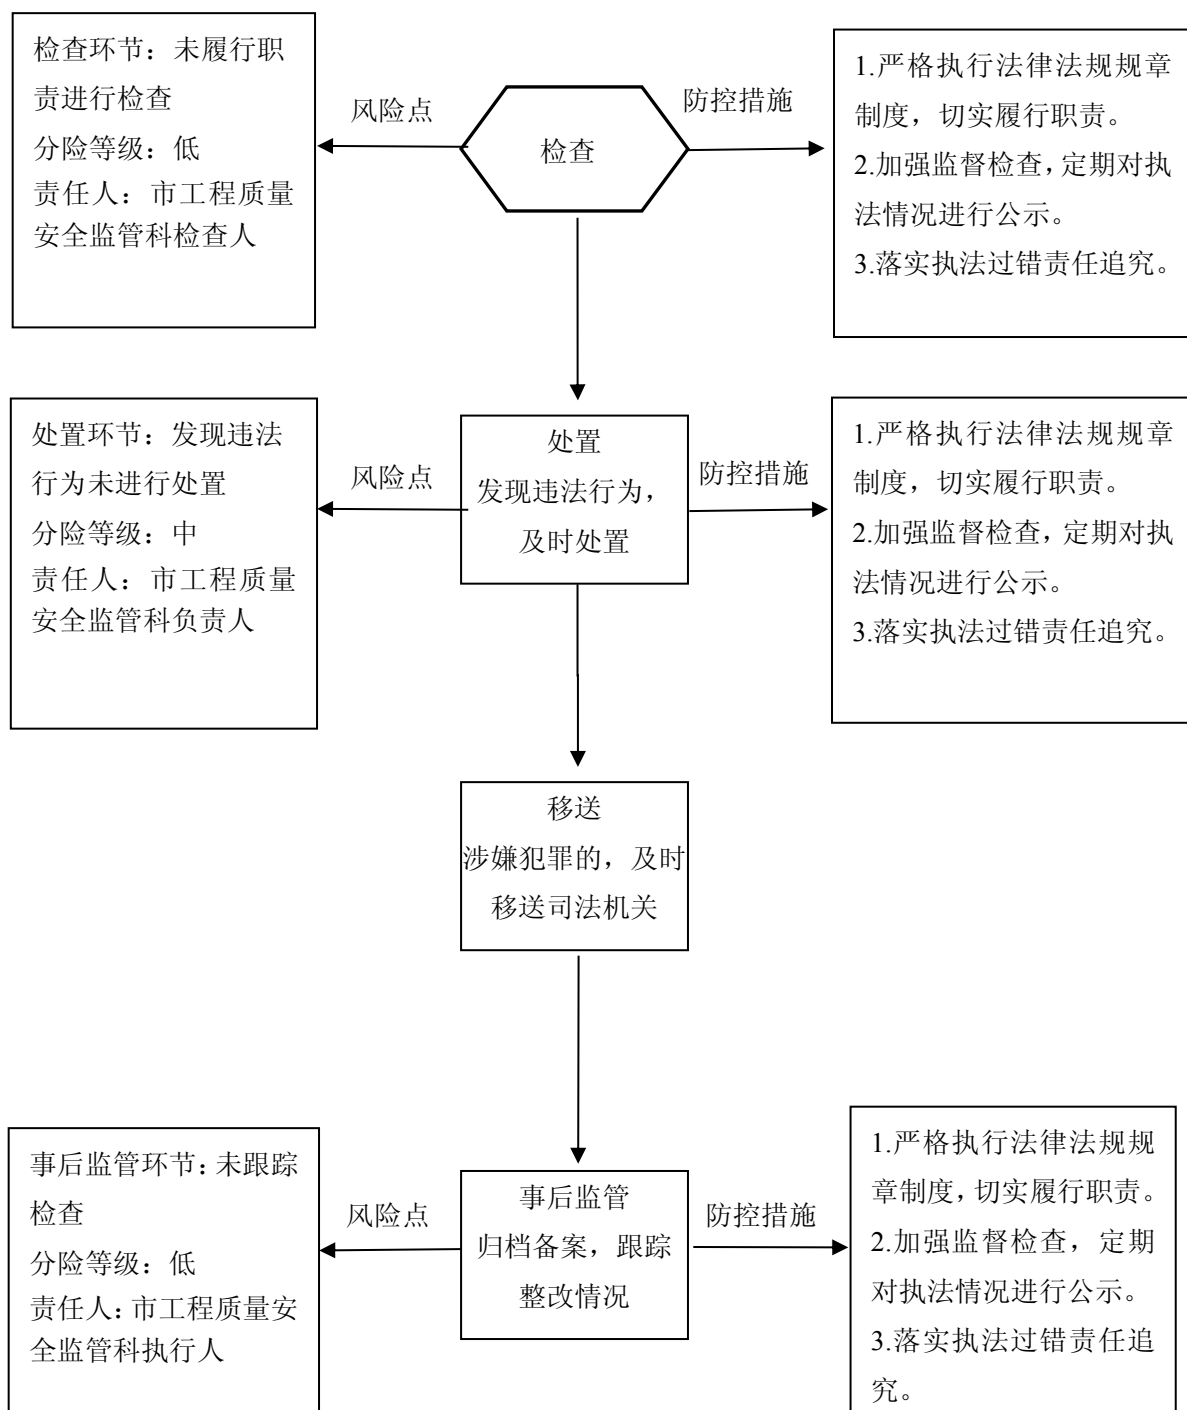 检查环节：未履行职
责进行检查
分险等级：低
责任人：市工程质量
安全监管科检查人
风险点
检查
防控措施
1.严格执行法律法规规章
制度，切实履行职责。
2.加强监督检查，定期对执
法情况进行公示。
3.落实执法过错责任追究。
处置环节：发现违法
行为未进行处置
分险等级：中
责任人：市工程质量
安全监管科负责人
风险点
处置
发现违法行为，
及时处置
防控措施
1.严格执行法律法规规章
制度，切实履行职责。
2.加强监督检查，定期对执
法情况进行公示。
3.落实执法过错责任追究。
移送
涉嫌犯罪的，及时
移送司法机关
事后监管环节：未跟踪
检查
分险等级：低
责任人：市工程质量安
全监管科执行人
风险点
事后监管
归档备案，跟踪
整改情况
防控措施
1.严格执行法律法规规
章制度，切实履行职责。
2.加强监督检查，定期
对执法情况进行公示。
3.落实执法过错责任追
究。